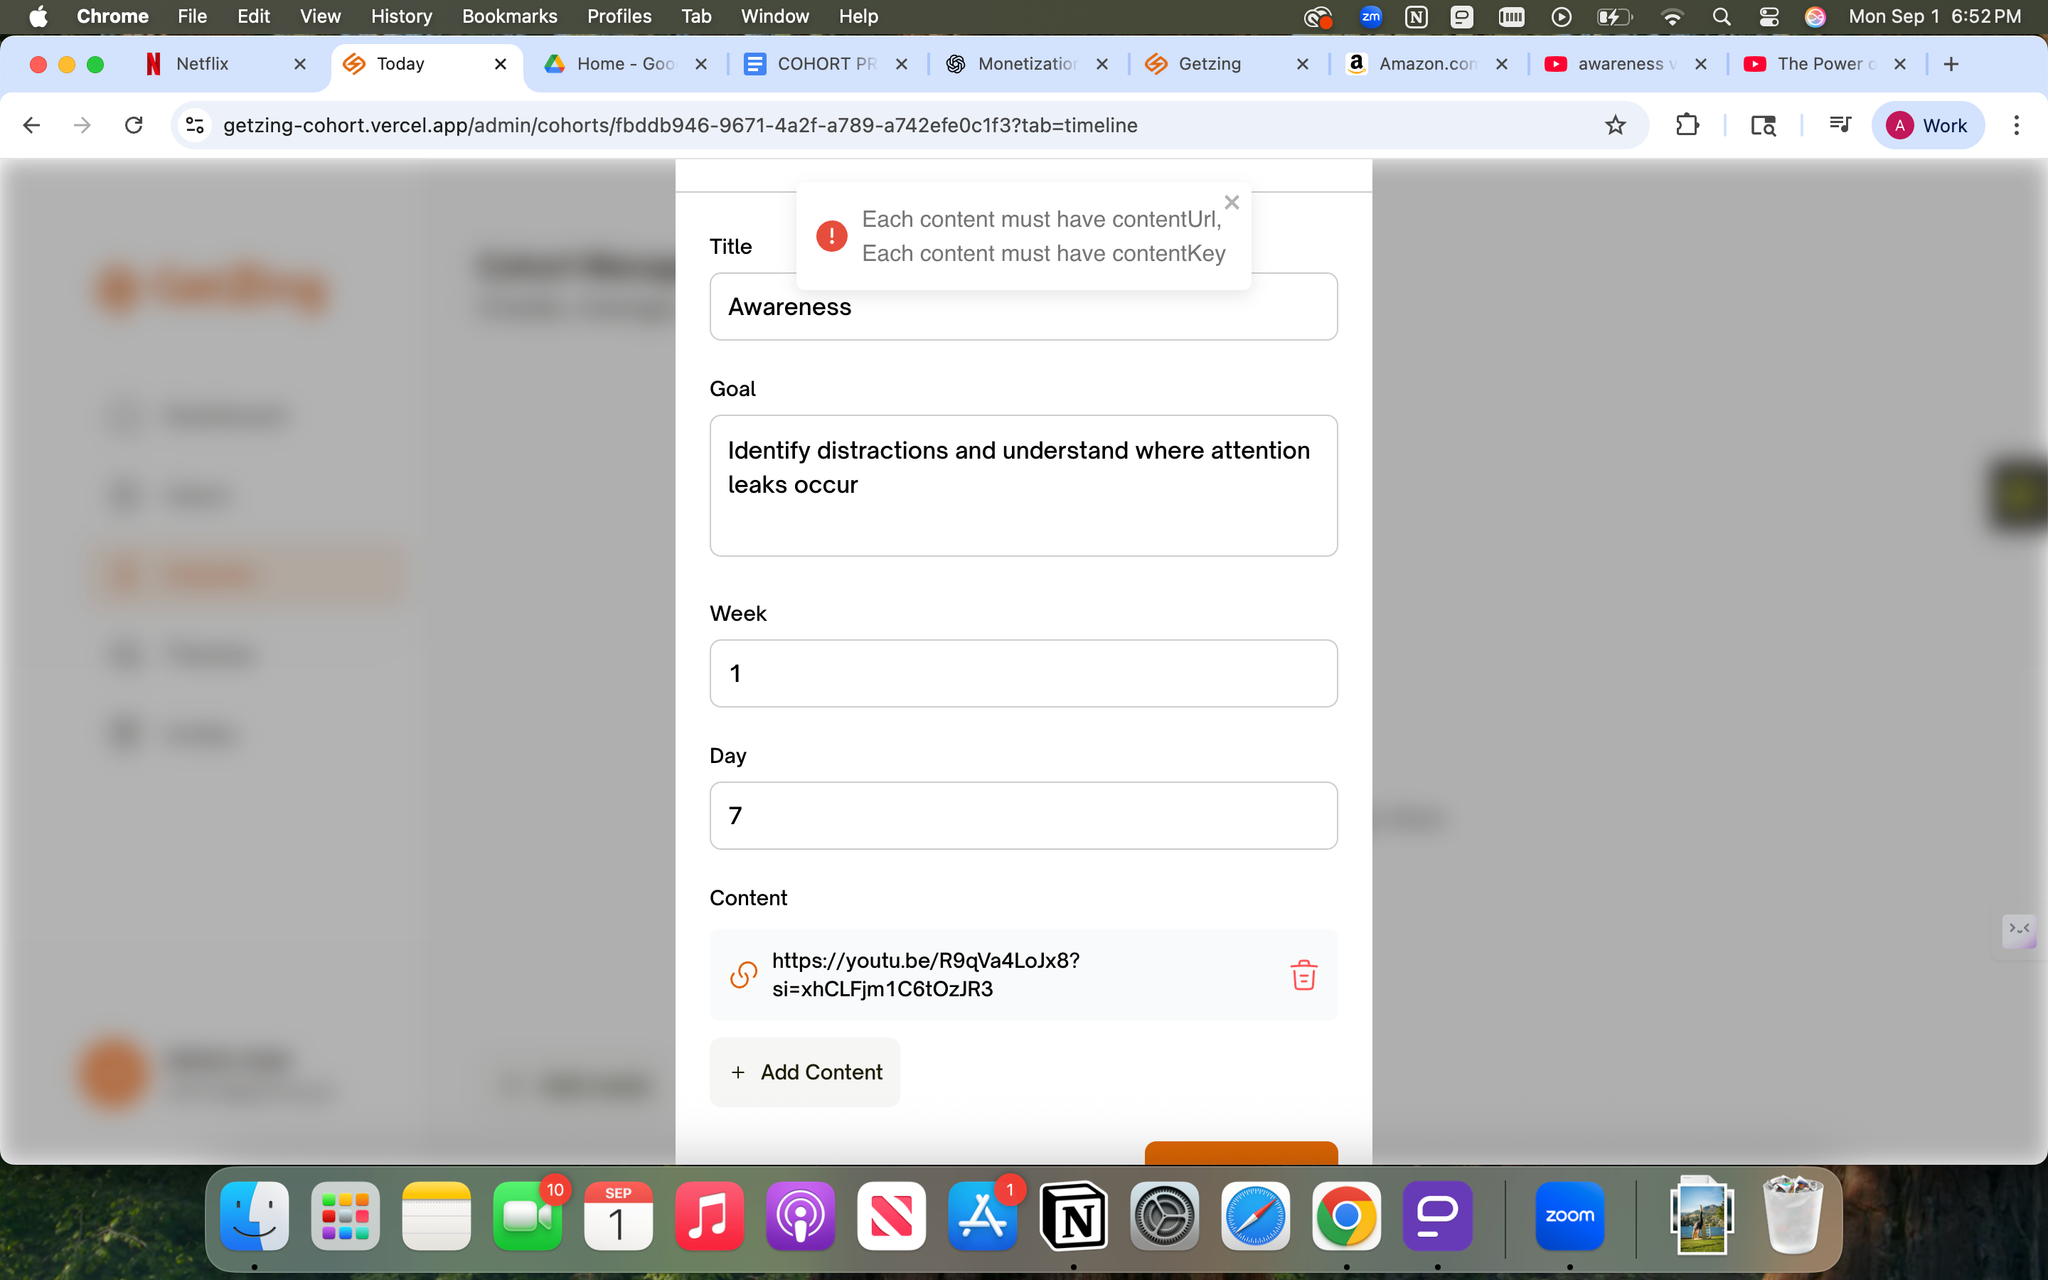 Chrome File Edit View History Bookmarks Profiles Tab Window Help zm Mon Sep 1 6:52 PM
Netflix Today Home - Goo COHORT PR Monetization Getzing Amazon.com awareness v The Power o
getzing-cohort.vercel.app/admin/cohorts/fbddb946-9671-4a2f-a789-a742efe0c1f3?tab=timeline A Work
Each content must have contentUrl,
Each content must have contentKey
Title
Awareness
Goal
Identify distractions and understand where attention
leaks occur
Week
1
Day
7
Content
https://youtu.be/R9qVa4LoJx8?
si=xhCLFjm1C6tOzJR3
+ Add Content
10 SEP 1 1 zoom